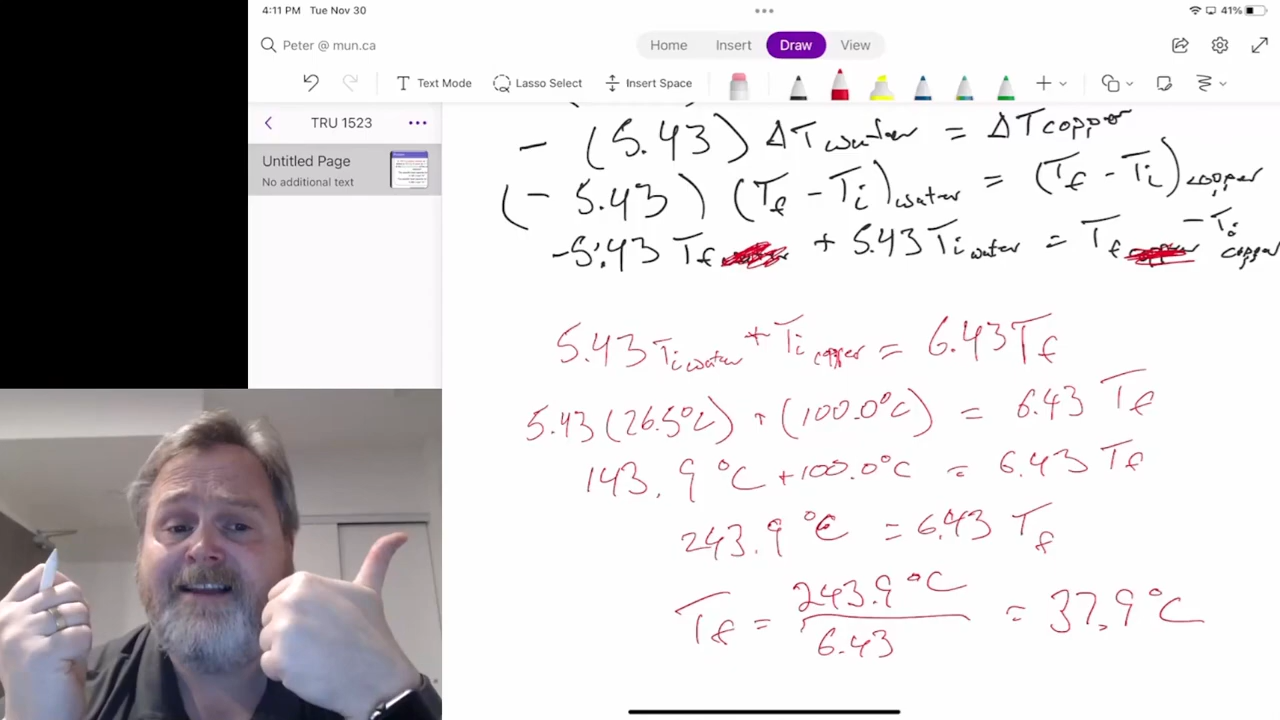 4:11 PM Tue Nov 30
41%
Peter @ mun.ca
Home Insert Draw View
Text Mode Lasso Select Insert Space
TRU 1523
Untitled Page
No additional text
- (5.43) ΔTwater = ΔTcopper
(- 5.43) (Tf - Ti)water = (Tf - Ti)copper
-5.43 Tf + 5.43 Ti water = Tf - Ti copper
5.43 Ti water + Ti copper = 6.43 Tf
5.43 (26.5°C) + (100.0°C) = 6.43 Tf
143.9 °C + 100.0°C = 6.43 Tf
243.9 °C = 6.43 Tf
Tf = 243.9 °C / 6.43 = 37.9 °C